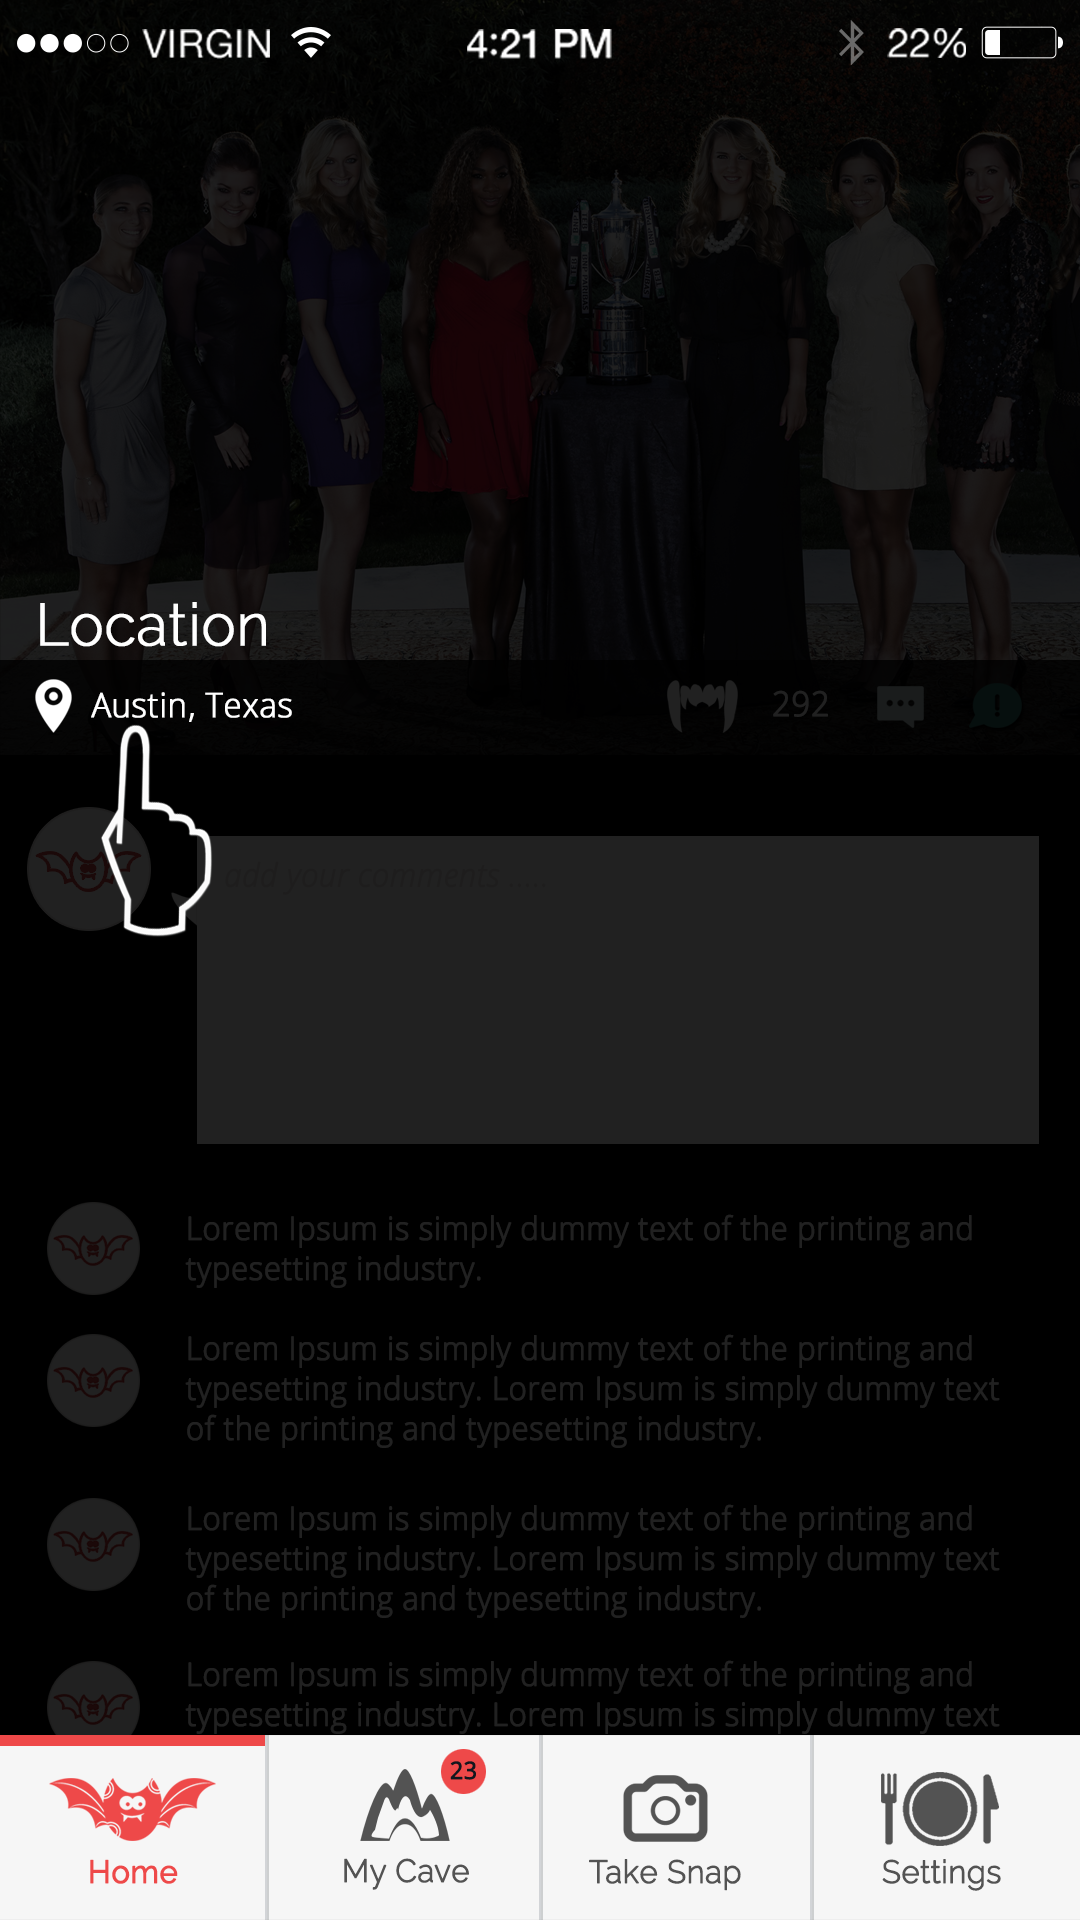 VIRGIN 4:21 PM 22%
Location
Austin, Texas 292
add your comments.....
Lorem Ipsum is simply dummy text of the printing and
typesetting industry.
Lorem Ipsum is simply dummy text of the printing and
typesetting industry. Lorem Ipsum is simply dummy text
of the printing and typesetting industry.
Lorem Ipsum is simply dummy text of the printing and
typesetting industry. Lorem Ipsum is simply dummy text
of the printing and typesetting industry.
Lorem Ipsum is simply dummy text of the printing and
typesetting industry. Lorem Ipsum is simply dummy text
23
Home My Cave Take Snap Settings